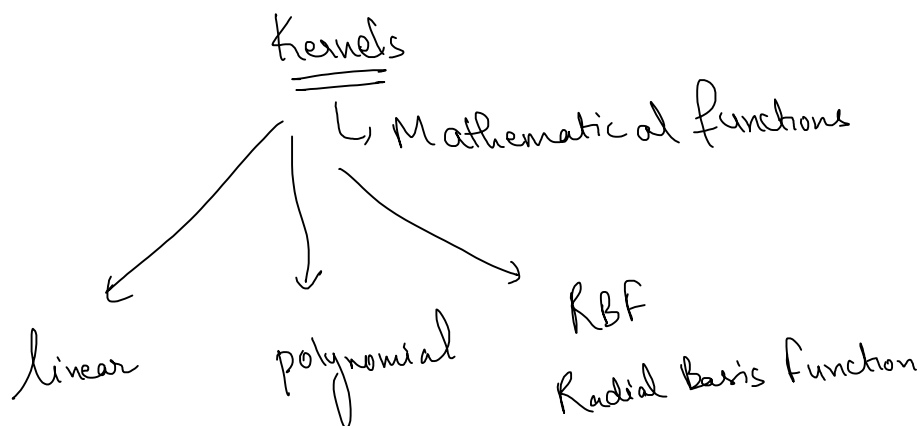 Kernels
↳ Mathematical functions
linear
polynomial
RBF
Radial Basis Function